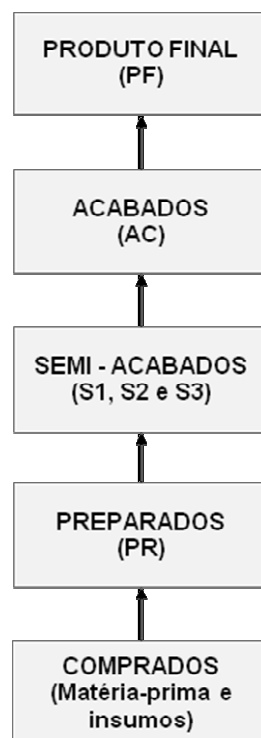 PRODUTO FINAL
(PF)
ACABADOS
(AC)
SEMI - ACABADOS
(S1, S2 e S3)
PREPARADOS
(PR)
COMPRADOS
(Matéria-prima e
insumos)